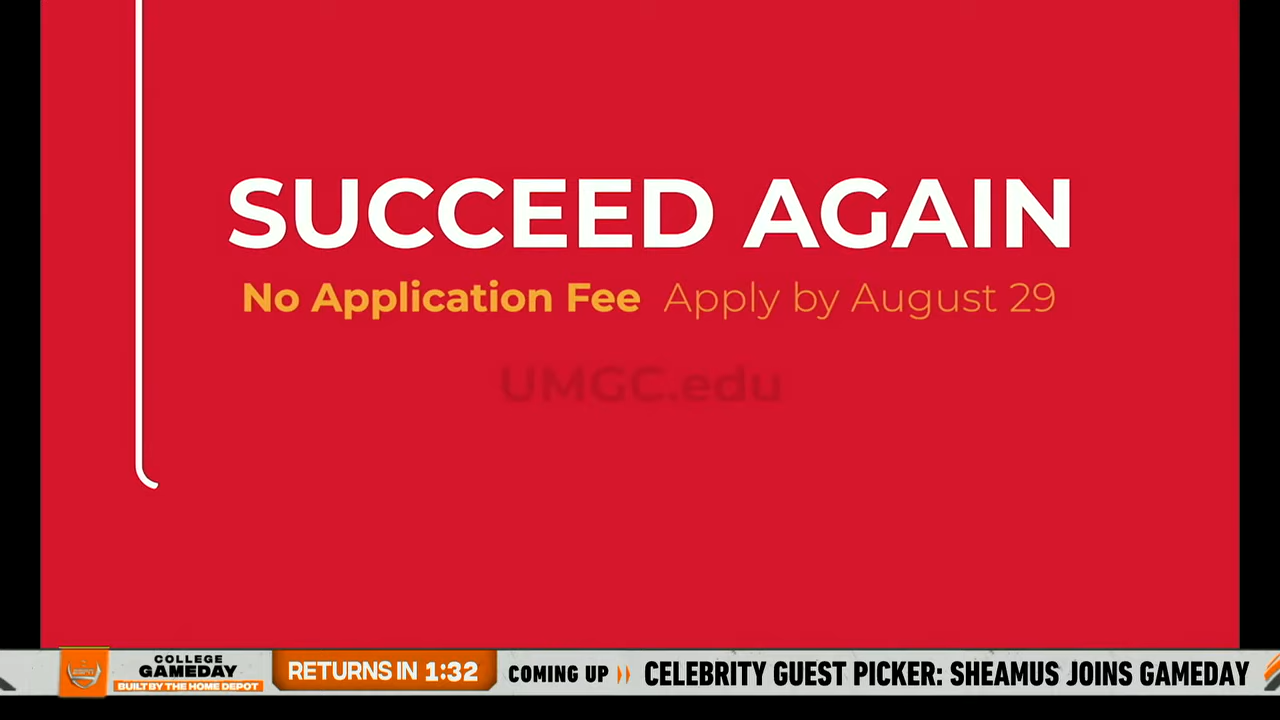 SUCCEED AGAIN
No Application Fee Apply by August 29
UMGC.edu
COLLEGE
GAMEDAY
BUILT BY THE HOME DEPOT
RETURNS IN 1:32
COMING UP
CELEBRITY GUEST PICKER: SHEAMUS JOINS GAMEDAY